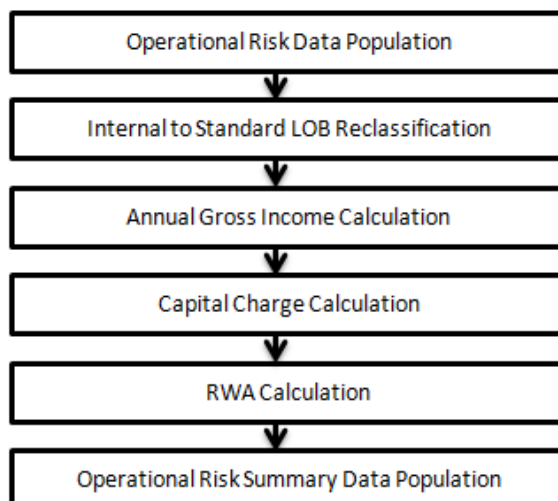 Operational Risk Data Population
Internal to Standard LOB Reclassification
Annual Gross Income Calculation
Capital Charge Calculation
RWA Calculation
Operational Risk Summary Data Population